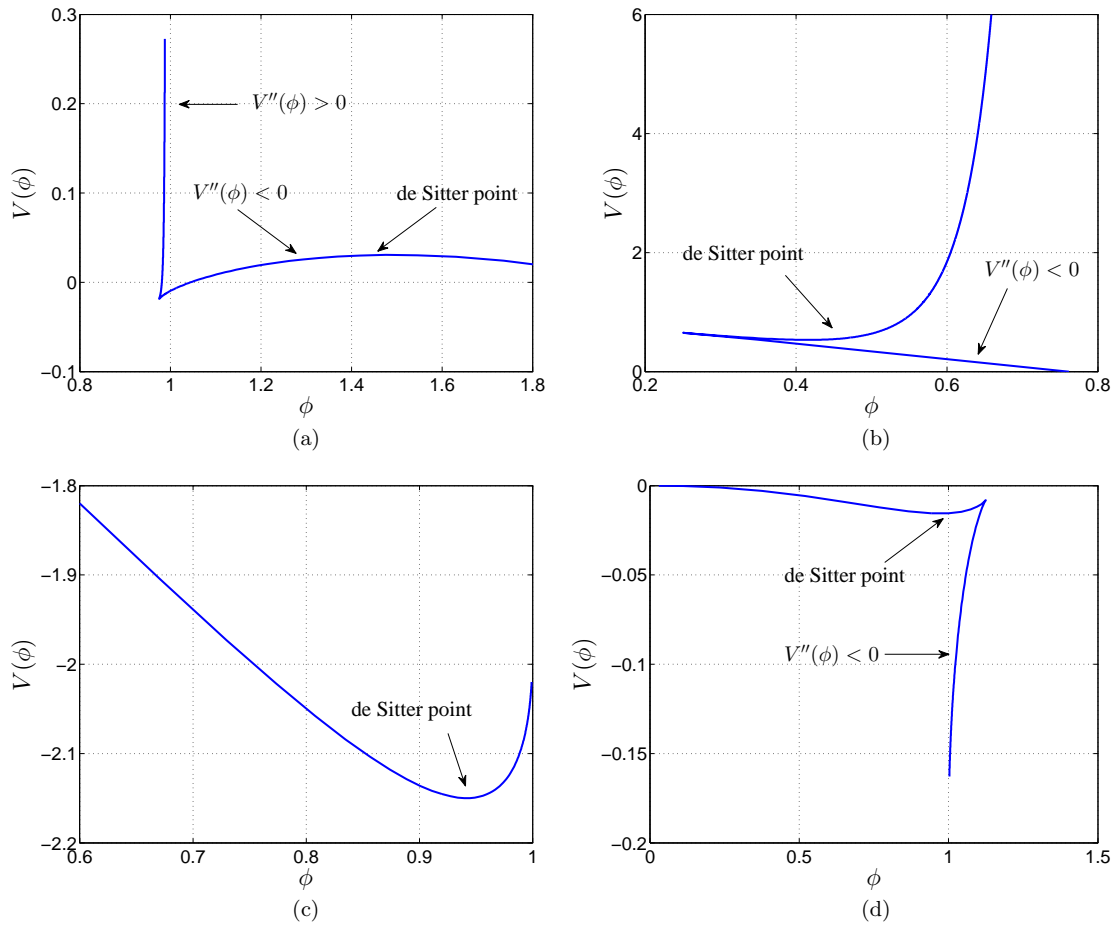 0.3
0.2
0.1
0
−0.1
0.8
1
1.2
1.4
1.6
1.8
V(ϕ)
ϕ
V''(ϕ) > 0
V''(ϕ) < 0
de Sitter point
(a)
6
4
2
0
0.2
0.4
0.6
0.8
V(ϕ)
ϕ
de Sitter point
V''(ϕ) < 0
(b)
−1.8
−1.9
−2
−2.1
−2.2
0.6
0.7
0.8
0.9
1
V(ϕ)
ϕ
de Sitter point
(c)
0
−0.05
−0.1
−0.15
−0.2
0
0.5
1
1.5
V(ϕ)
ϕ
de Sitter point
V''(ϕ) < 0
(d)